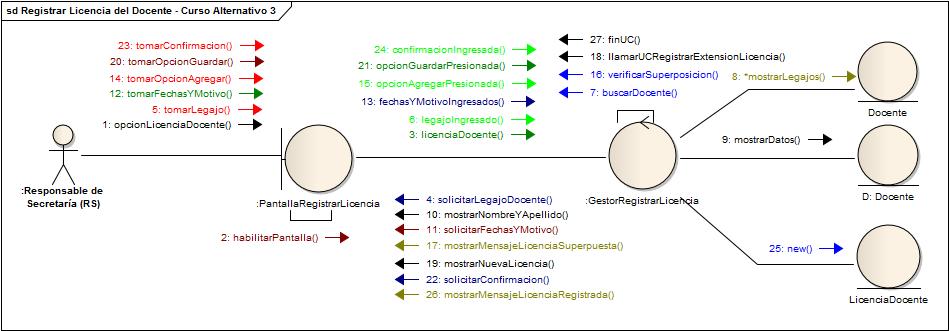 sd Registrar Licencia del Docente - Curso Alternativo 3
23: tomarConfirmacion()
20: tomarOpcionGuardar()
14: tomarOpcionAgregar()
12: tomarFechasYMotivo()
5: tomarLegajo()
1: opcionLicenciaDocente()
24: confirmacionIngresada()
21: opcionGuardarPresionada()
15: opcionAgregarPresionada()
13: fechasYMotivoIngresados()
6: legajoIngresado()
3: licenciaDocente()
27: finUC()
18: llamarUCRegistrarExtensionLicencia()
16: verificarSuperposicion()
7: buscarDocente()
8: *mostrarLegajos()
Docente
9: mostrarDatos()
D: Docente
:Responsable de
Secretaría (RS)
:PantallaRegistrarLicencia
:GestorRegistrarLicencia
2: habilitarPantalla()
4: solicitarLegajoDocente()
10: mostrarNombreYApellido()
11: solicitarFechasYMotivo()
17: mostrarMensajeLicenciaSuperpuesta()
19: mostrarNuevaLicencia()
22: solicitarConfirmacion()
26: mostrarMensajeLicenciaRegistrada()
25: new()
LicenciaDocente